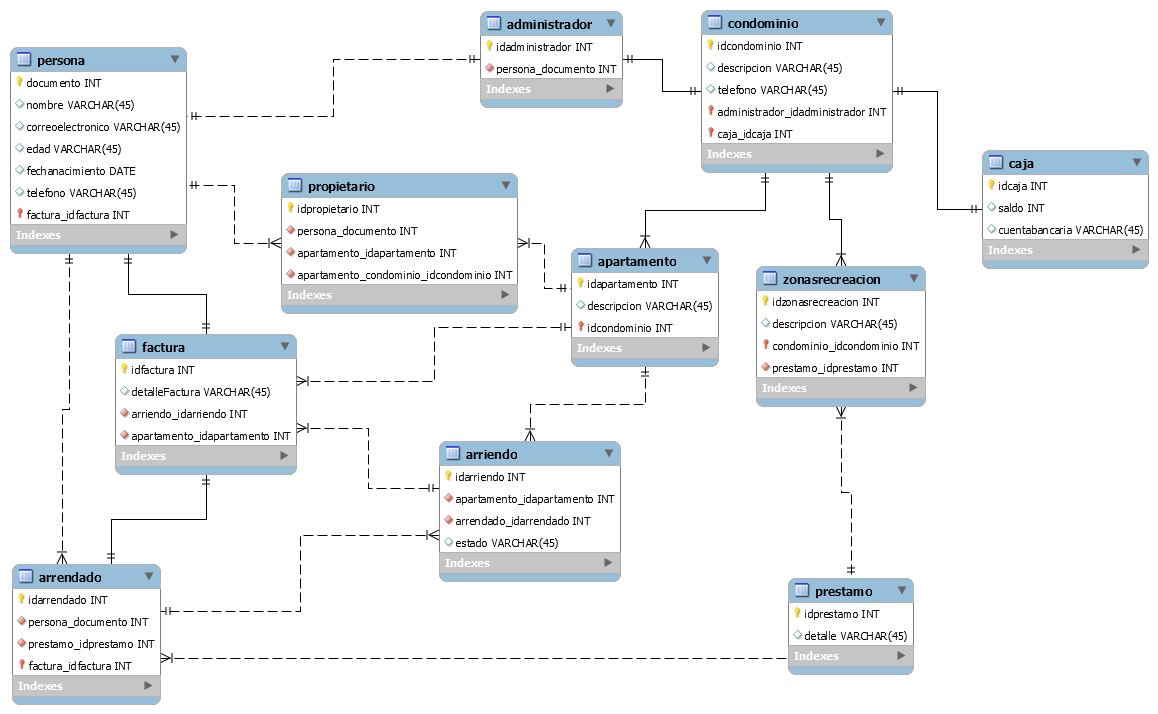 administrador
idadministrador INT
persona_documento INT
Indexes
condominio
idcondominio INT
descripcion VARCHAR(45)
telefono VARCHAR(45)
administrador_idadministrador INT
caja_idcaja INT
Indexes
persona
documento INT
nombre VARCHAR(45)
correoelectronico VARCHAR(45)
edad VARCHAR(45)
fechanacimiento DATE
telefono VARCHAR(45)
factura_idfactura INT
Indexes
caja
idcaja INT
saldo INT
cuentabancaria VARCHAR(45)
Indexes
propietario
idpropietario INT
persona_documento INT
apartamento_idapartamento INT
apartamento_condominio_idcondominio INT
Indexes
apartamento
idapartamento INT
descripcion VARCHAR(45)
idcondominio INT
Indexes
zonasrecreacion
idzonasrecreacion INT
descripcion VARCHAR(45)
condominio_idcondominio INT
prestamo_idprestamo INT
Indexes
factura
idfactura INT
detalleFactura VARCHAR(45)
arriendo_idarriendo INT
apartamento_idapartamento INT
Indexes
arriendo
idarriendo INT
apartamento_idapartamento INT
arrendado_idarrendado INT
estado VARCHAR(45)
Indexes
arrendado
idarrendado INT
persona_documento INT
prestamo_idprestamo INT
factura_idfactura INT
Indexes
prestamo
idprestamo INT
detalle VARCHAR(45)
Indexes